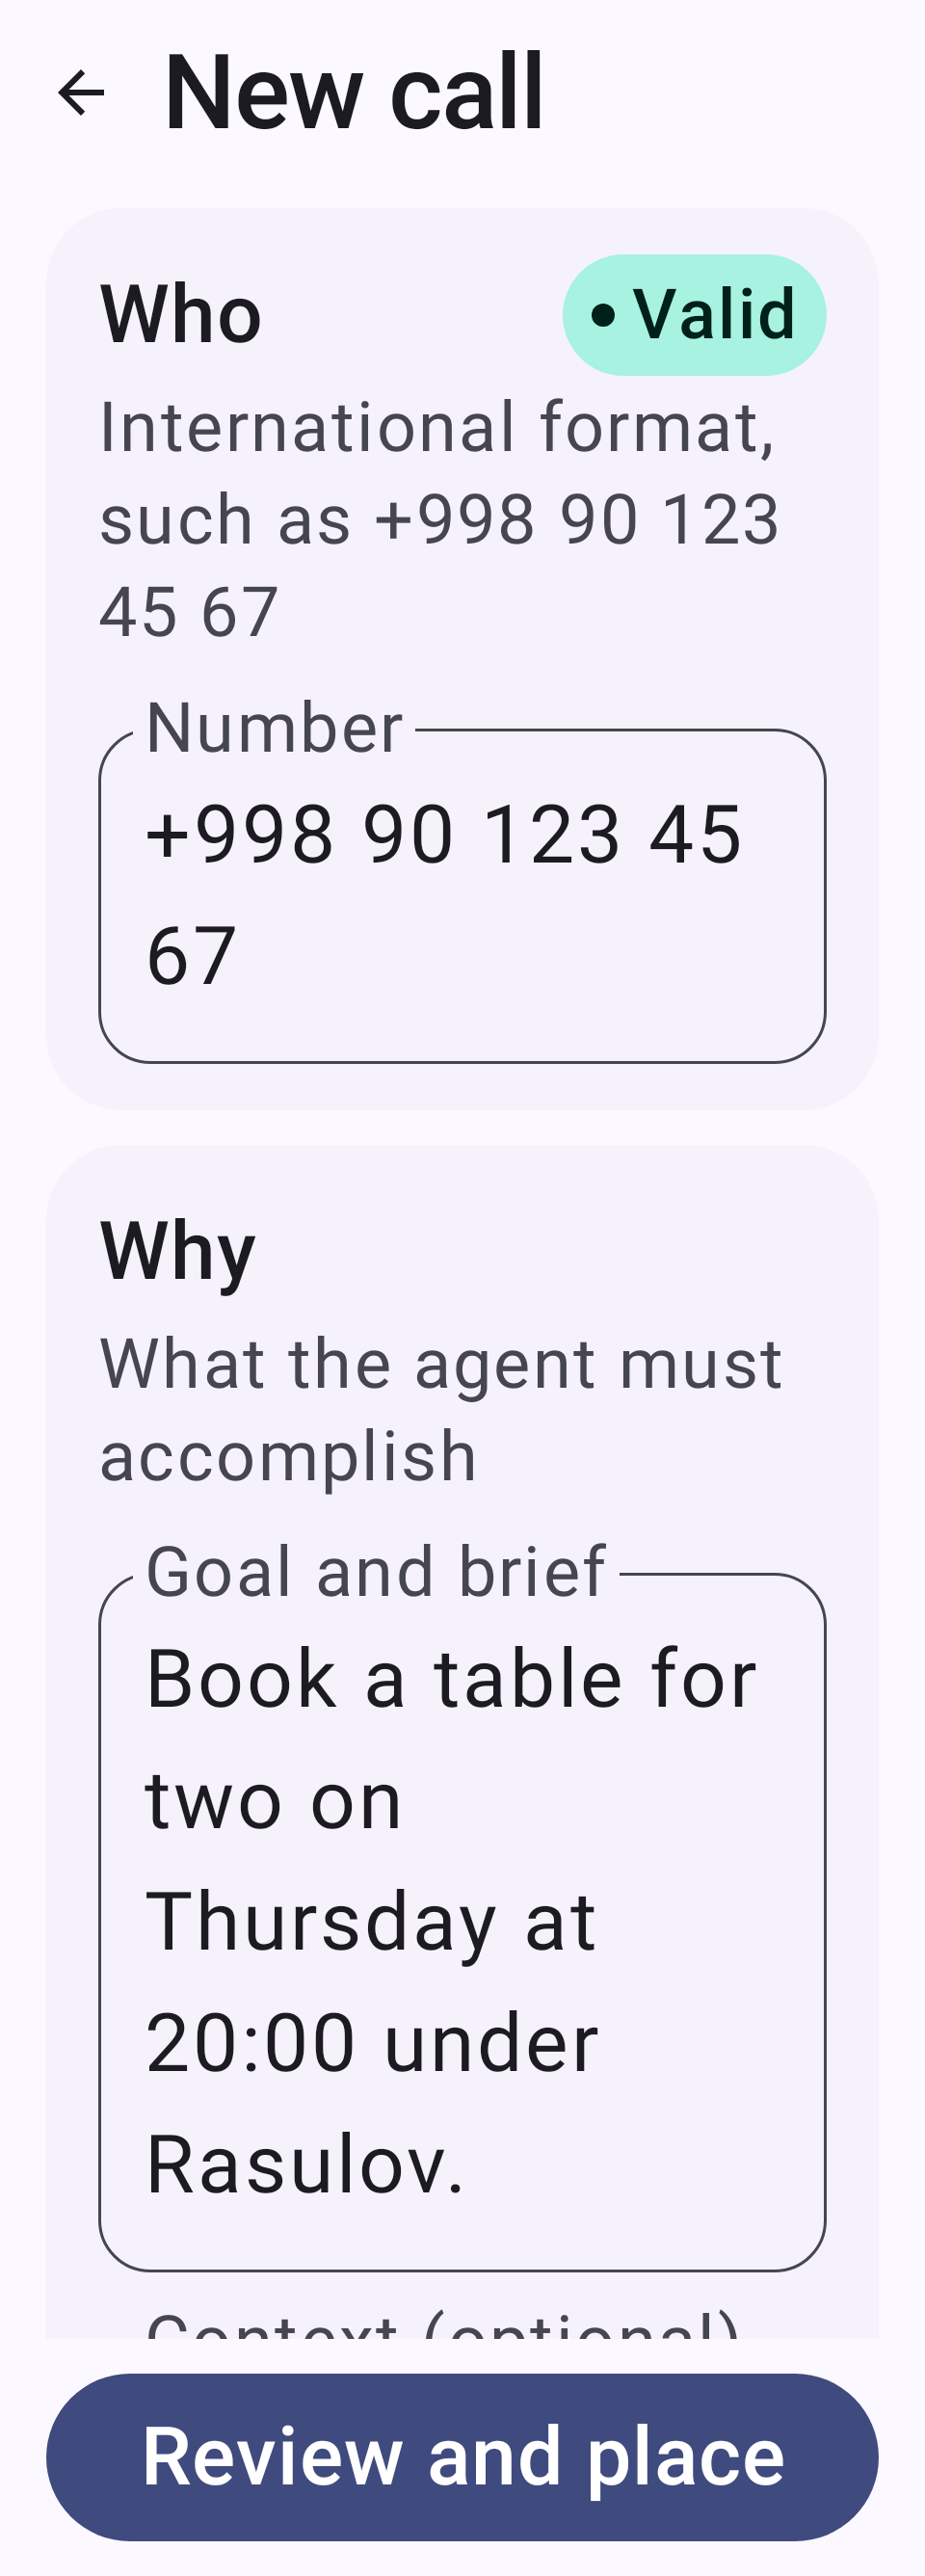 New call
Who
Valid
International format,
such as +998 90 123
45 67
Number
+998 90 123 45
67
Why
What the agent must
accomplish
Goal and brief
Book a table for
two on
Thursday at
20:00 under
Rasulov.
Context (optional)
Review and place